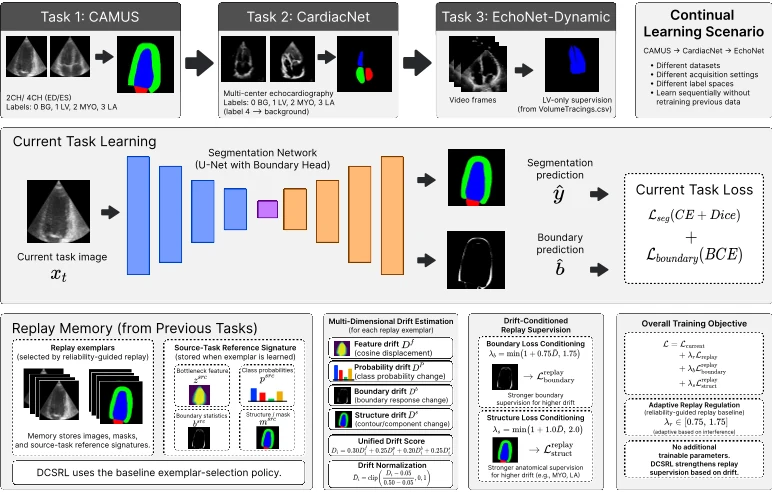 Task 1: CAMUS
2CH/ 4CH (ED/ES)
Labels: 0 BG, 1 LV, 2 MYO, 3 LA
Task 2: CardiacNet
Multi-center echocardiography
Labels: 0 BG, 1 LV, 2 MYO, 3 LA
(label 4 → background)
Task 3: EchoNet-Dynamic
Video frames
LV-only supervision
(from VolumeTracings.csv)
Continual
Learning Scenario
CAMUS → CardiacNet → EchoNet
• Different datasets
• Different acquisition settings
• Different label spaces
• Learn sequentially without
retraining previous data
Current Task Learning
Current task image
x_t
Segmentation Network
(U-Net with Boundary Head)
Segmentation
prediction
ŷ
Boundary
prediction
b̂
Current Task Loss
ℒ_seg(CE + Dice)
+
ℒ_boundary(BCE)
Replay Memory (from Previous Tasks)
Replay exemplars
(selected by reliability-guided replay)
Memory stores images, masks,
and source-task reference signatures.
Source-Task Reference Signature
(stored when exemplar is learned)
Bottleneck feature
z^src
Class probabilities
p^src
Boundary statistics
b^src
Structure / mask
m^src
DCSRL uses the baseline exemplar-selection policy.
Multi-Dimensional Drift Estimation
(for each replay exemplar)
Feature drift D^f
(cosine displacement)
Probability drift D^p
(class probability change)
Boundary drift D^b
(boundary response change)
Structure drift D^s
(contour/component change)
Unified Drift Score
D_i = 0.30D_i^f + 0.25D_i^p + 0.20D_i^b + 0.25D_i^s
Drift Normalization
D̄_i = clip((D_i − 0.05)/(0.50 − 0.05), 0, 1)
Drift-Conditioned
Replay Supervision
Boundary Loss Conditioning
λ_b = min(1 + 0.75D̄, 1.75)
→ ℒ_boundary^replay
Stronger boundary
supervision for higher drift
Structure Loss Conditioning
λ_s = min(1 + 1.0D̄, 2.0)
→ ℒ_struct^replay
Stronger anatomical supervision
for higher drift (e.g., MYO, LA)
Overall Training Objective
ℒ = ℒ_current
+ λ_r ℒ_replay
+ λ_b ℒ_boundary^replay
+ λ_s ℒ_struct^replay
Adaptive Replay Regulation
(reliability-guided replay baseline)
λ_r ∈ [0.75, 1.75]
(adaptive based on interference)
No additional
trainable parameters.
DCSRL strengthens replay
supervision based on drift.